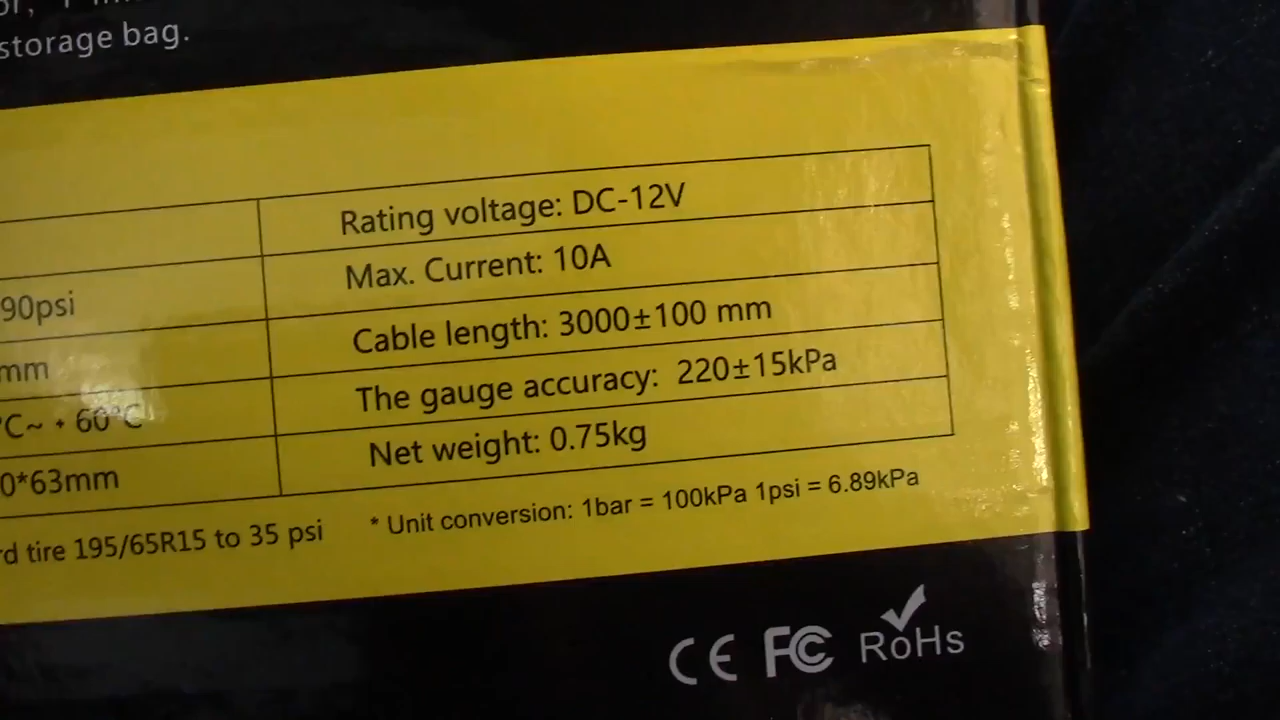 storage bag.
Rating voltage: DC-12V
90psi
Max. Current: 10A
mm
Cable length: 3000±100 mm
°C~ + 60°C
The gauge accuracy: 220±15kPa
0*63mm
Net weight: 0.75kg
rd tire 195/65R15 to 35 psi
* Unit conversion: 1bar = 100kPa 1psi = 6.89kPa
CE FC RoHs